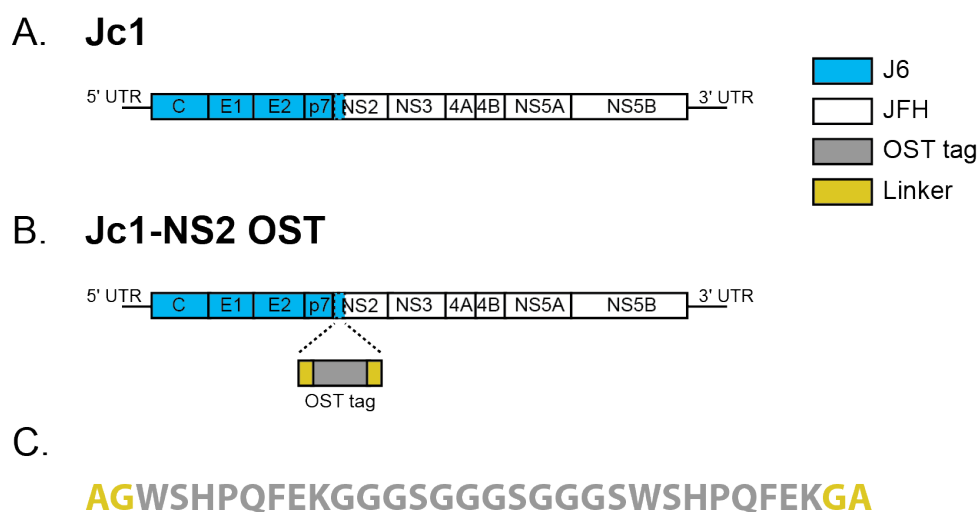 A. Jc1
5' UTR C E1 E2 p7 NS2 NS3 4A 4B NS5A NS5B 3' UTR
J6
JFH
OST tag
Linker
B. Jc1-NS2 OST
5' UTR C E1 E2 p7 NS2 NS3 4A 4B NS5A NS5B 3' UTR
OST tag
C.
AGWSHPQFEKGGGSGGGSGGGSWSHPQFEKGA